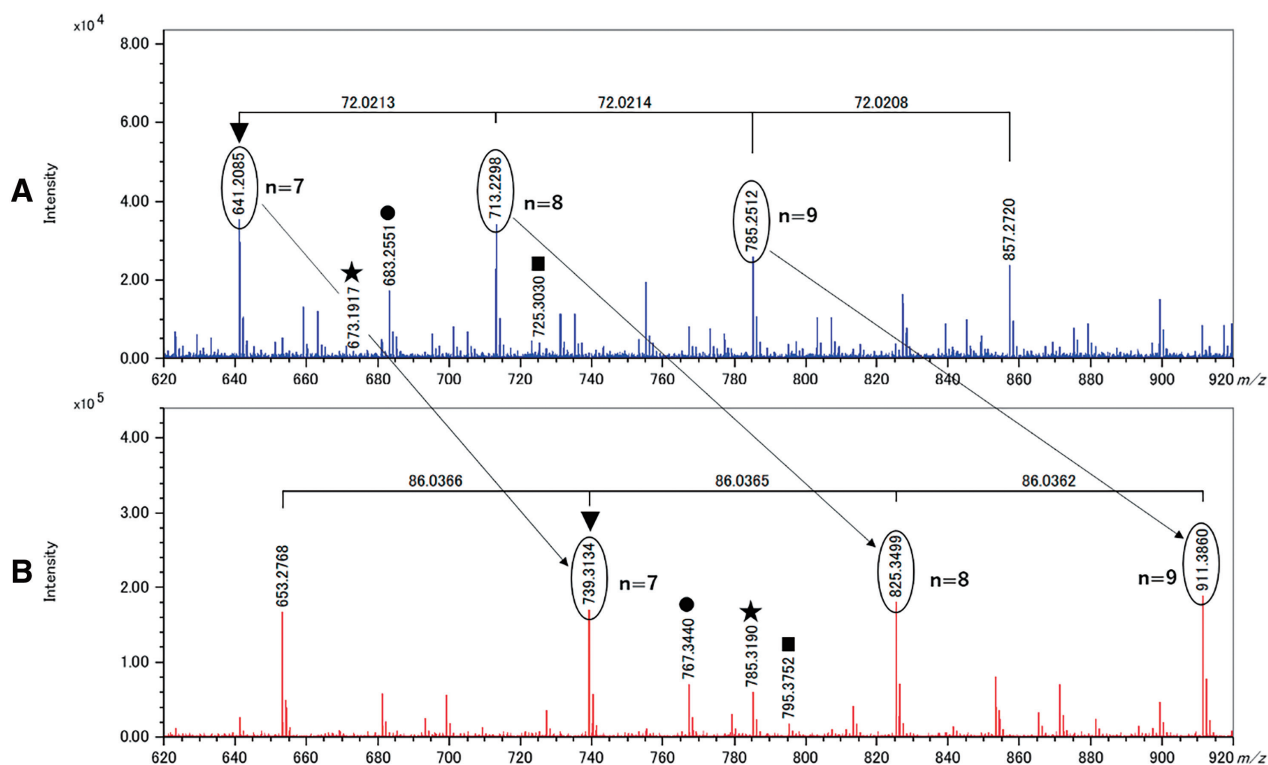 x10⁴
8.00
6.00
4.00
2.00
0.00
Intensity
A
72.0213 72.0214 72.0208
641.2085
n=7
673.1917
683.2551
713.2298
n=8
725.3030
785.2512
n=9
857.2720
620 640 660 680 700 720 740 760 780 800 820 840 860 880 900 920 m/z
x10⁵
4.00
3.00
2.00
1.00
0.00
Intensity
B
86.0366 86.0365 86.0362
653.2768
739.3134
n=7
767.3440
785.3190
795.3752
825.3499
n=8
n=9
911.3860
620 640 660 680 700 720 740 760 780 800 820 840 860 880 900 920 m/z